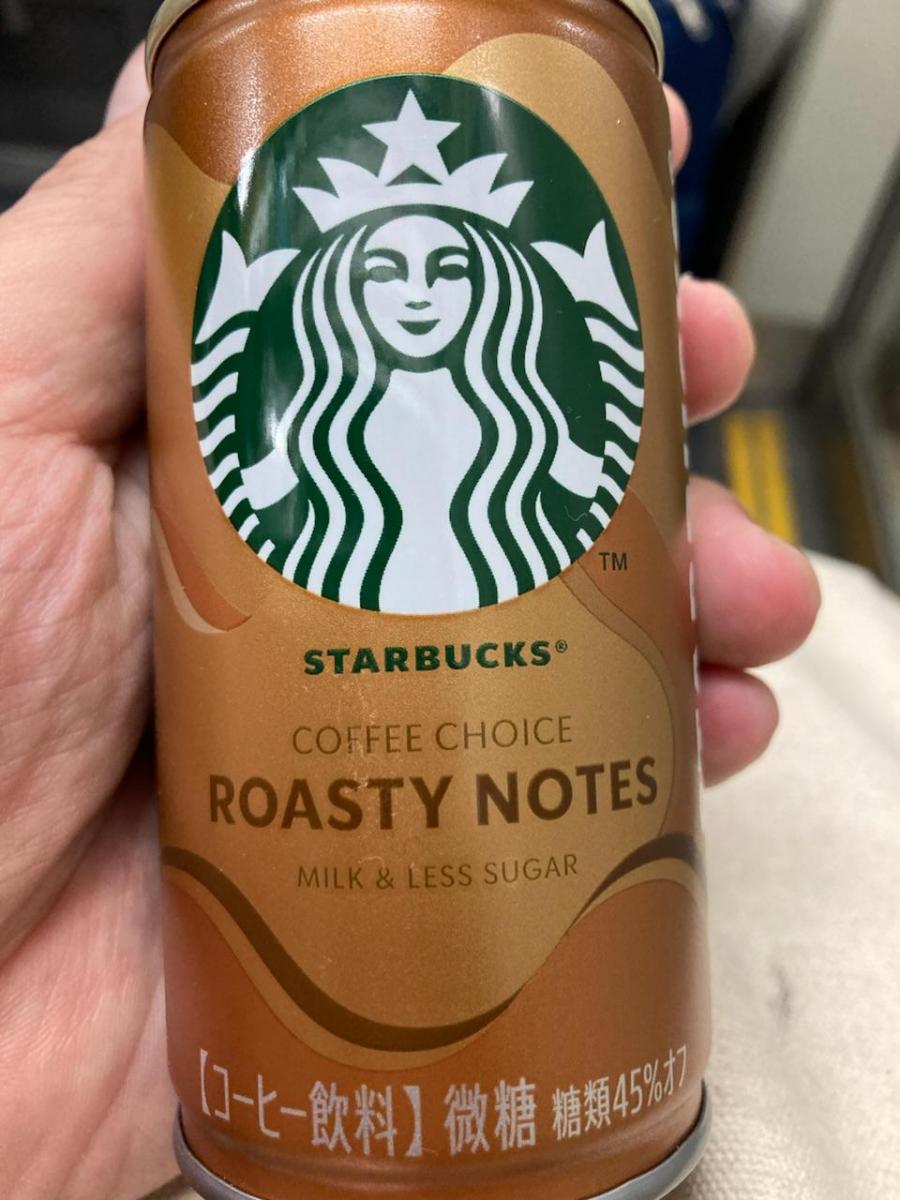 TM
STARBUCKS®
COFFEE CHOICE
ROASTY NOTES
MILK & LESS SUGAR
【コーヒー飲料】微糖 糖類45%オフ